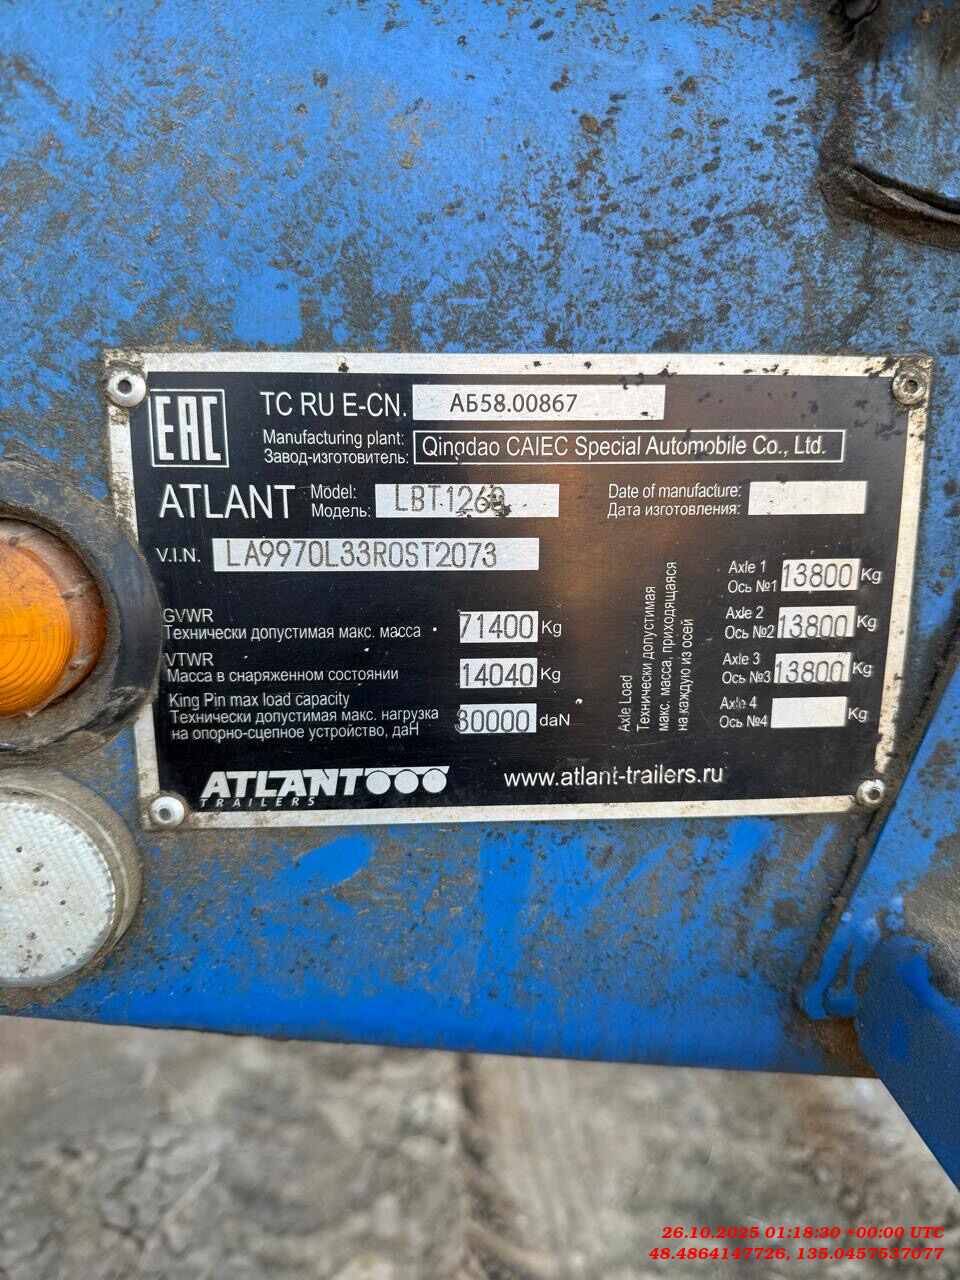 EAC
TC RU E-CN. АБ58.00867
Manufacturing plant:
Завод-изготовитель: Qingdao CAIEC Special Automobile Co., Ltd.
ATLANT
Model:
Модель: LBT1260
Date of manufacture:
Дата изготовления:
V.I.N. LA9970L33R0ST2073
GVWR
Технически допустимая макс. масса 71400 Kg
VTWR
Масса в снаряженном состоянии 14040 Kg
King Pin max load capacity
Технически допустимая макс. нагрузка
на опорно-сцепное устройство, даН 30000 daN
Axle Load
Технически допустимая
макс. масса, приходящаяся
на каждую из осей
Axle 1
Ось №1 13800 Kg
Axle 2
Ось №2 13800 Kg
Axle 3
Ось №3 13800 Kg
Axle 4
Ось №4 Kg
ATLANT
TRAILERS
www.atlant-trailers.ru
26.10.2025 01:18:30 +00:00 UTC
48.4864147726, 135.0457537077